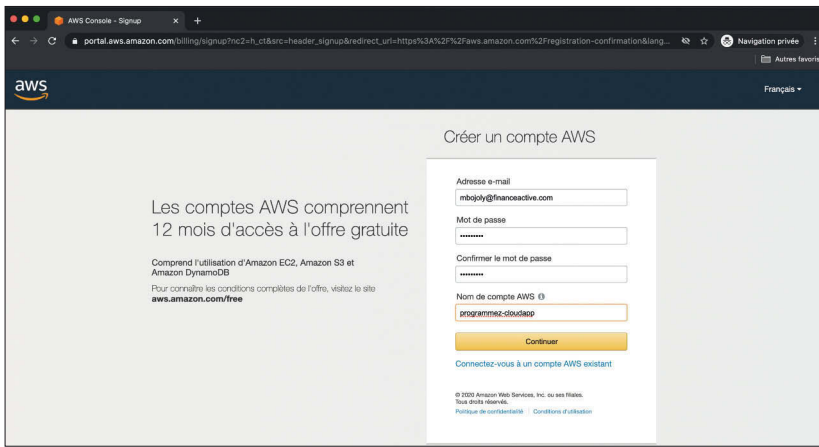 AWS Console - Signup
portal.aws.amazon.com/billing/signup?nc2=h_ct&src=header_signup&redirect_url=https%3A%2F%2Faws.amazon.com%2Fregistration-confirmation&lang...
Navigation privée
Autres favoris
aws
Français
Créer un compte AWS
Les comptes AWS comprennent
12 mois d'accès à l'offre gratuite
Comprend l'utilisation d'Amazon EC2, Amazon S3 et
Amazon DynamoDB
Pour connaître les conditions complètes de l'offre, visitez le site
aws.amazon.com/free
Adresse e-mail
mbojoly@financeactive.com
Mot de passe
•••••••••
Confirmer le mot de passe
•••••••••
Nom de compte AWS
programmez-cloudapp
Continuer
Connectez-vous à un compte AWS existant
© 2020 Amazon Web Services, Inc. ou ses filiales.
Tous droits réservés.
Politique de confidentialité | Conditions d'utilisation